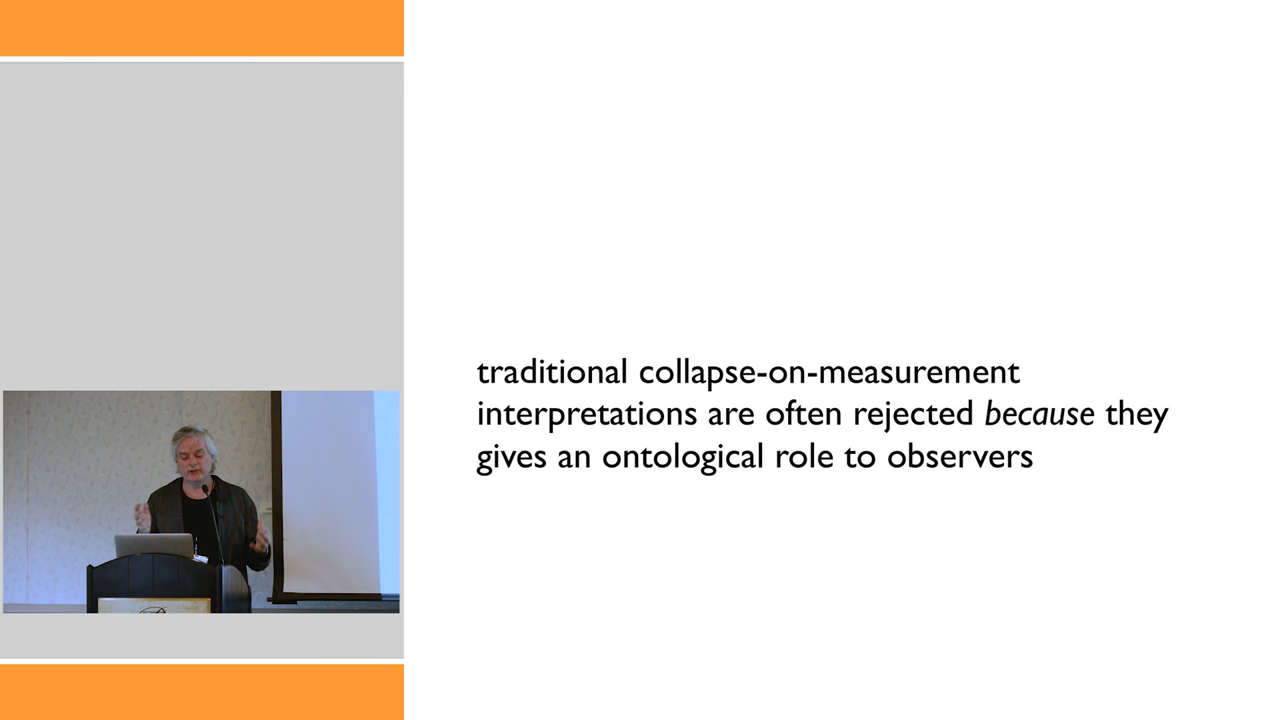 traditional collapse-on-measurement
interpretations are often rejected because they
gives an ontological role to observers